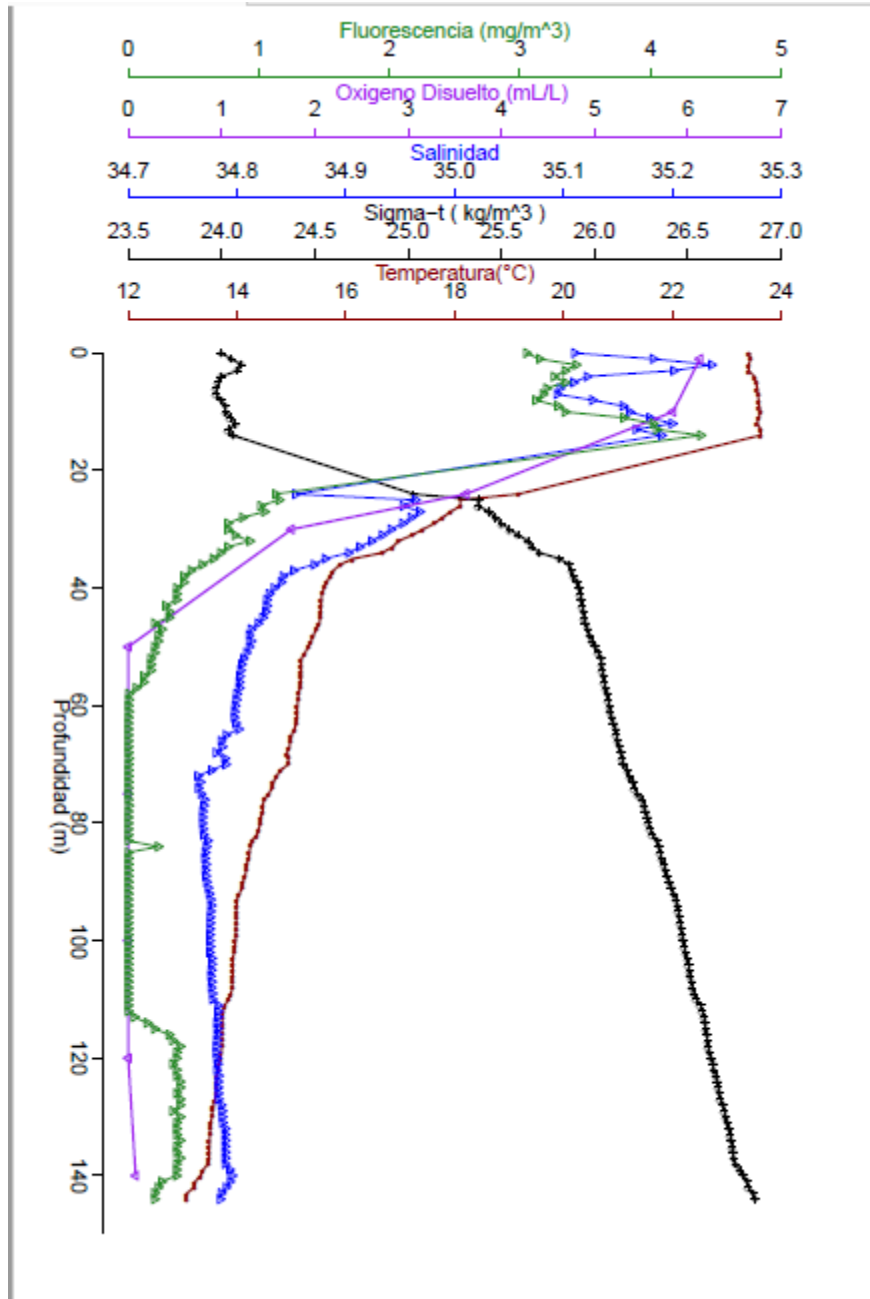 Fluorescencia (mg/m^3)
0 1 2 3 4 5
Oxigeno Disuelto (mL/L)
0 1 2 3 4 5 6 7
Salinidad
34.7 34.8 34.9 35.0 35.1 35.2 35.3
Sigma−t ( kg/m^3 )
23.5 24.0 24.5 25.0 25.5 26.0 26.5 27.0
Temperatura(°C)
12 14 16 18 20 22 24
0
20
40
60
80
100
120
140
Profundidad (m)